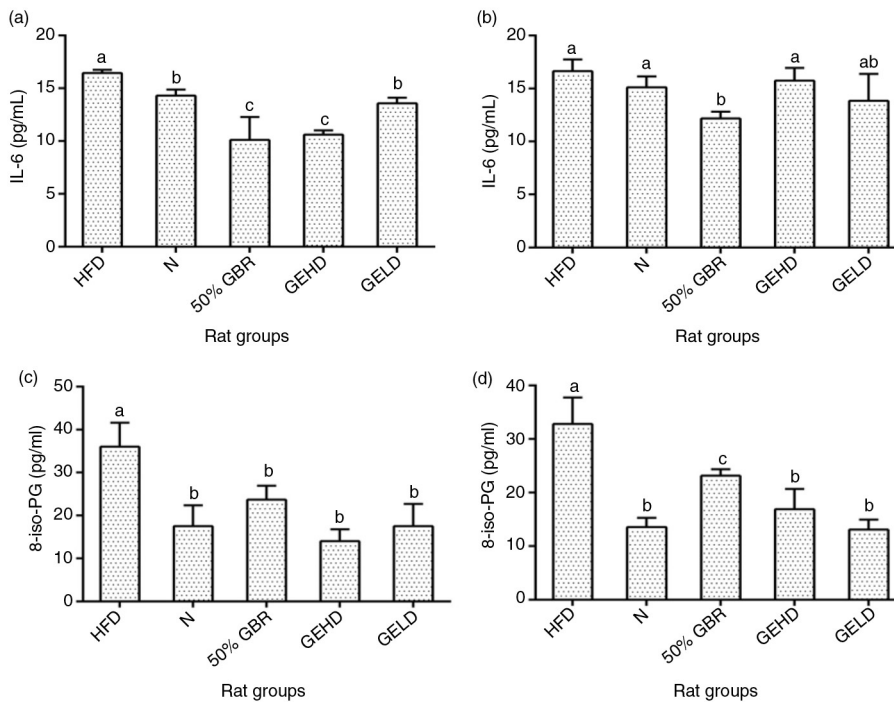 (a)
20
15
10
5
0
IL-6 (pg/mL)
a
b
c
c
b
HFD
N
50% GBR
GEHD
GELD
Rat groups
(b)
20
15
10
5
0
IL-6 (pg/mL)
a
a
b
a
ab
HFD
N
50% GBR
GEHD
GELD
Rat groups
(c)
50
40
30
20
10
0
8-iso-PG (pg/ml)
a
b
b
b
b
HFD
N
50% GBR
GEHD
GELD
Rat groups
(d)
40
30
20
10
0
8-iso-PG (pg/ml)
a
b
c
b
b
HFD
N
50% GBR
GEHD
GELD
Rat groups